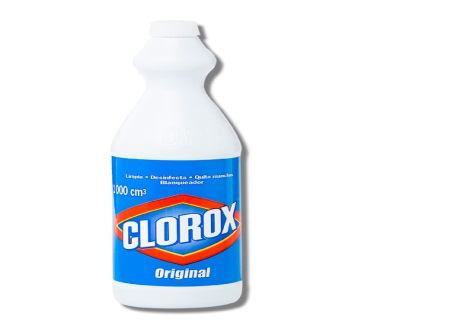 Limpia • Desinfecta • Quita manchas
Blanqueador
1000 cm³
CLOROX
Original